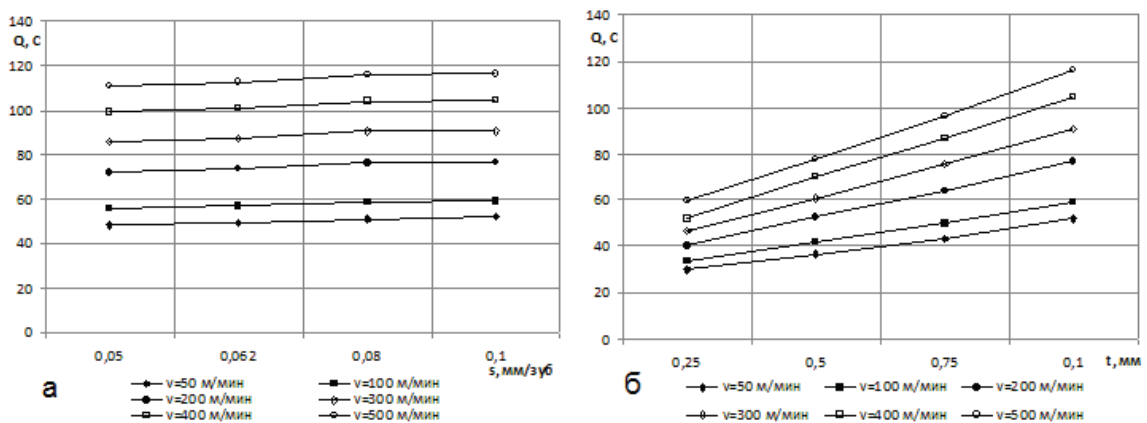 140
Q, C
120
100
80
60
40
20
0
0,05 0,062 0,08 0,1
s, мм/зуб
а
v=50 м/мин v=100 м/мин
v=200 м/мин v=300 м/мин
v=400 м/мин v=500 м/мин
140
Q, C
120
100
80
60
40
20
0
0,25 0,5 0,75 0,1 t, мм
б
v=50 м/мин v=100 м/мин v=200 м/мин
v=300 м/мин v=400 м/мин v=500 м/мин